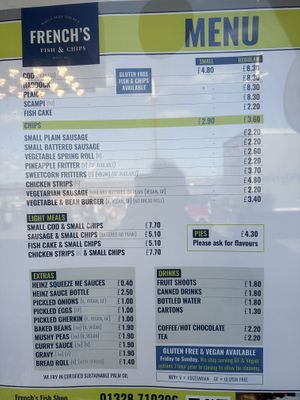 FRENCH'S
FISH & CHIPS
MENU
GLUTEN FREE
FISH & CHIPS
AVAILABLE
SMALL REGULAR
COD £4.80 £8.30
HADDOCK £8.30
PLAICE £8.30
SCAMPI £8.30
FISH CAKE £2.20
CHIPS £2.90 £3.60
SMALL PLAIN SAUSAGE £2.20
SMALL BATTERED SAUSAGE £2.20
VEGETABLE SPRING ROLL £2.60
PINEAPPLE FRITTER £2.20
SWEETCORN FRITTERS £3.70
CHICKEN STRIPS £4.80
VEGETARIAN SAUSAGE £2.20
VEGETABLE & BEAN BURGER £3.40
LIGHT MEALS
SMALL COD & SMALL CHIPS £7.70
SAUSAGE & SMALL CHIPS £5.10
FISH CAKE & SMALL CHIPS £5.10
CHICKEN STRIPS & SMALL CHIPS £7.70
PIES £4.30
Please ask for flavours
EXTRAS
HEINZ SQUEEZE ME SAUCES £0.40
HEINZ SAUCE BOTTLE £2.50
PICKLED ONIONS £1.00
PICKLED EGGS £1.00
PICKLED GHERKIN £1.00
BAKED BEANS £1.90
MUSHY PEAS £1.90
CURRY SAUCE £1.90
GRAVY £1.90
BREAD ROLL £1.40
DRINKS
FRUIT SHOOTS £1.80
CANNED DRINKS £1.80
BOTTLED WATER £1.80
CARTONS
COFFEE/HOT CHOCOLATE £2.20
TEA £2.20
GLUTEN FREE & VEGAN AVAILABLE
WE FRY IN CERTIFIED SUSTAINABLE PALM OIL
V = VEGETARIAN GF = GLUTEN FREE
French's Fish Shop